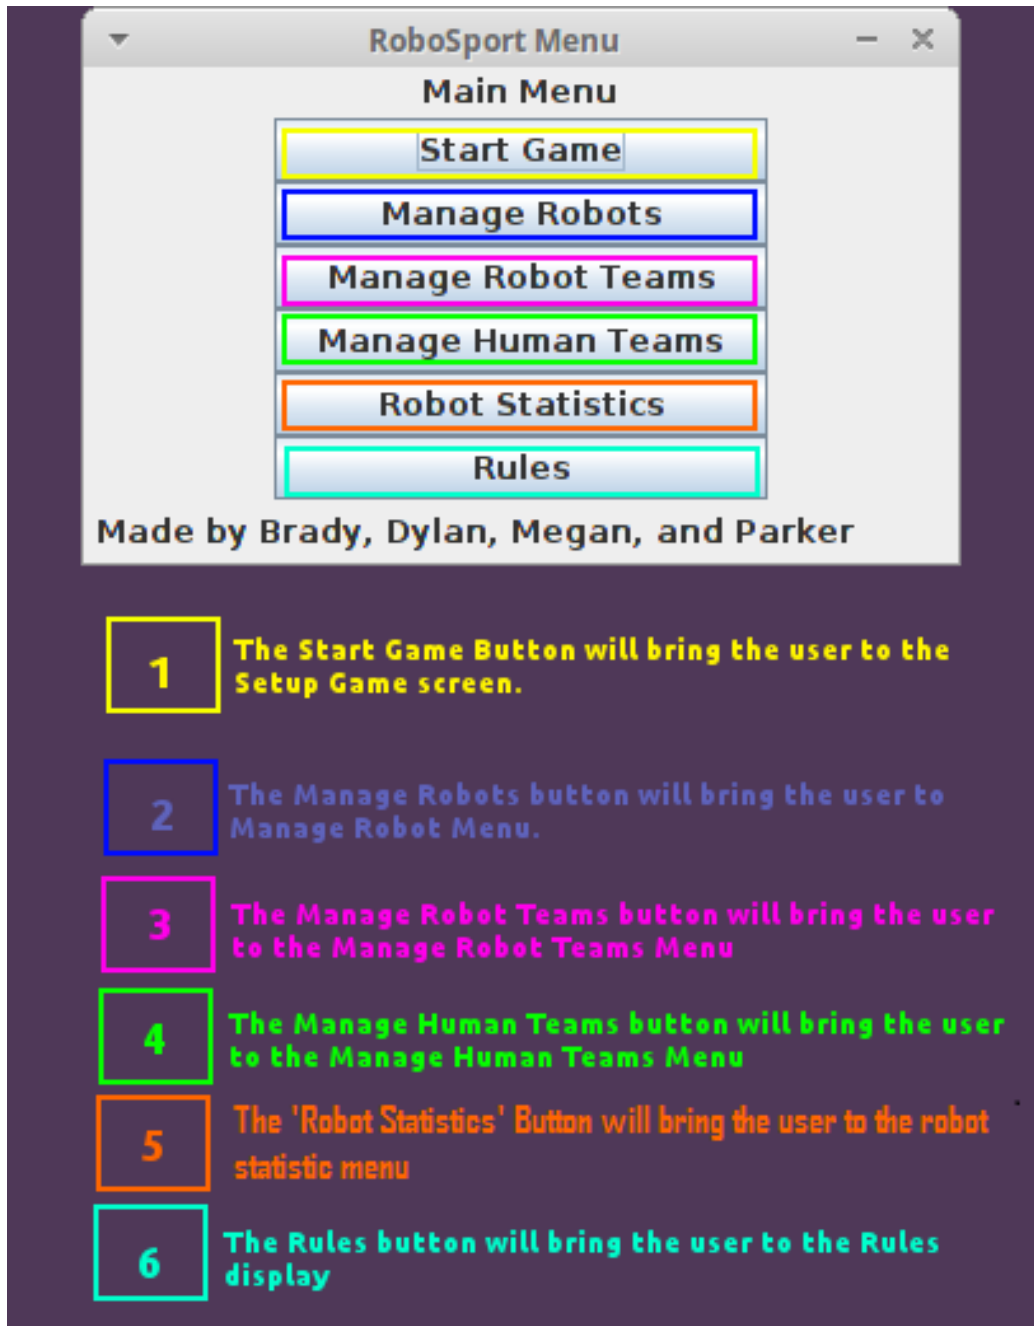 RoboSport Menu
Main Menu
Start Game
Manage Robots
Manage Robot Teams
Manage Human Teams
Robot Statistics
Rules
Made by Brady, Dylan, Megan, and Parker
1
The Start Game Button will bring the user to the
Setup Game screen.
2
The Manage Robots button will bring the user to
Manage Robot Menu.
3
The Manage Robot Teams button will bring the user
to the Manage Robot Teams Menu
4
The Manage Human Teams button will bring the user
to the Manage Human Teams Menu
5
The 'Robot Statistics' Button will bring the user to the robot
statistic menu
6
The Rules button will bring the user to the Rules
display